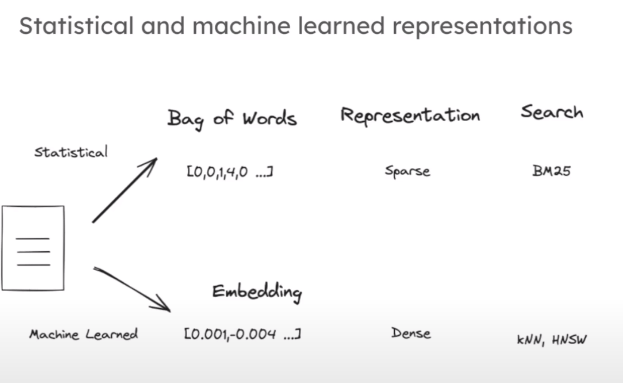 Statistical and machine learned representations
Bag of Words Representation Search
Statistical
[0,0,1,4,0 ...] Sparse BM25
Embedding
Machine Learned [0.001,-0.004 ...] Dense kNN, HNSW